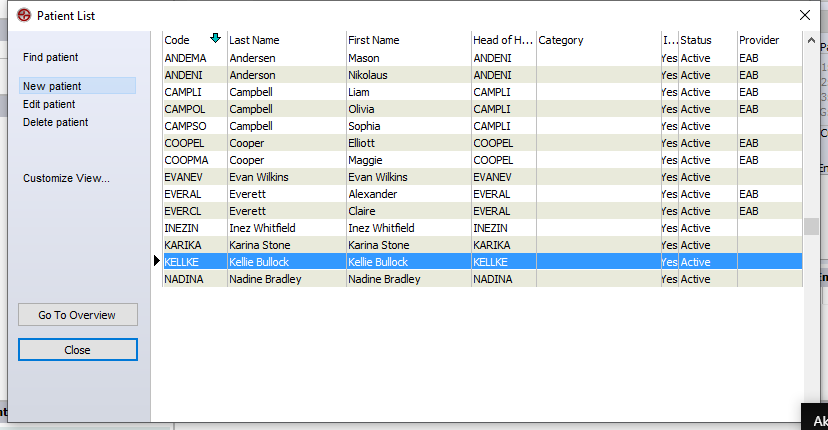 Patient List
Find patient
New patient
Edit patient
Delete patient
Customize View...
Go To Overview
Close
Code Last Name First Name Head of H... Category I... Status Provider
ANDEMA Andersen Mason ANDENI Yes Active EAB
ANDENI Anderson Nikolaus ANDENI Yes Active EAB
CAMPLI Campbell Liam CAMPLI Yes Active EAB
CAMPOL Campbell Olivia CAMPLI Yes Active EAB
CAMPSO Campbell Sophia CAMPLI Yes Active
COOPEL Cooper Elliott COOPEL Yes Active EAB
COOPMA Cooper Maggie COOPEL Yes Active EAB
EVANEV Evan Wilkins Evan Wilkins EVANEV Yes Active
EVERAL Everett Alexander EVERAL Yes Active EAB
EVERCL Everett Claire EVERAL Yes Active EAB
INEZIN Inez Whitfield Inez Whitfield INEZIN Yes Active
KARIKA Karina Stone Karina Stone KARIKA Yes Active
KELLKE Kellie Bullock Kellie Bullock KELLKE Yes Active
NADINA Nadine Bradley Nadine Bradley NADINA Yes Active
Ak